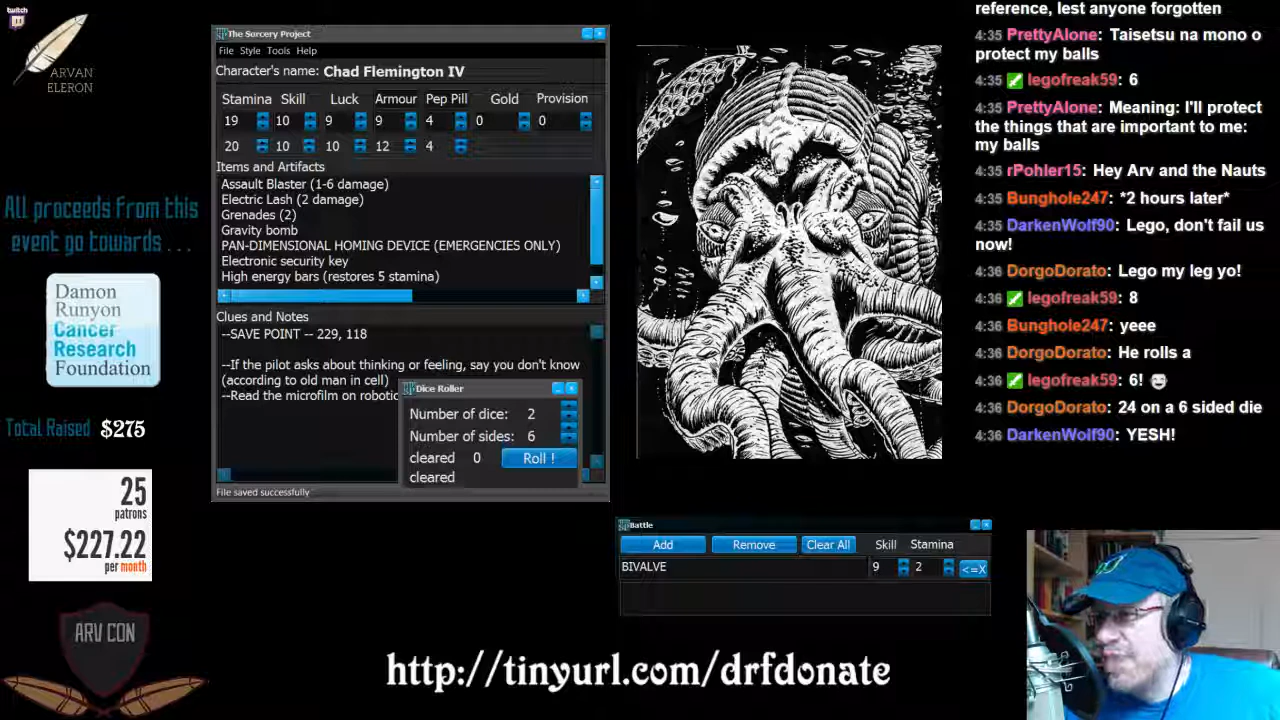 twitch
ARVAN
ELERON
All proceeds from this
event go towards . . .
Damon
Runyon
Cancer
Research
Foundation
Total Raised $275
25
patrons
$227.22
per month
ARV CON
The Sorcery Project
File Style Tools Help
Character's name: Chad Flemington IV
Stamina Skill Luck Armour Pep Pill Gold Provision
19 10 9 9 4 0 0
20 10 10 12 4
Items and Artifacts
Assault Blaster (1-6 damage)
Electric Lash (2 damage)
Grenades (2)
Gravity bomb
PAN-DIMENSIONAL HOMING DEVICE (EMERGENCIES ONLY)
Electronic security key
High energy bars (restores 5 stamina)
Clues and Notes
--SAVE POINT -- 229, 118
--If the pilot asks about thinking or feeling, say you don't know
(according to old man in cell)
--Read the microfilm on robotic
File saved successfully
Dice Roller
Number of dice: 2
Number of sides: 6
cleared 0 Roll !
cleared
Battle
Add Remove Clear All Skill Stamina
BIVALVE 9 2 <=X
http://tinyurl.com/drfdonate
reference, lest anyone forgotten
4:35 PrettyAlone: Taisetsu na mono o
protect my balls
4:35 legofreak59: 6
4:35 PrettyAlone: Meaning: I'll protect
the things that are important to me:
my balls
4:35 rPohler15: Hey Arv and the Nauts
4:35 Bunghole247: *2 hours later*
4:35 DarkenWolf90: Lego, don't fail us
now!
4:36 DorgoDorato: Lego my leg yo!
4:36 legofreak59: 8
4:36 Bunghole247: yeee
4:36 DorgoDorato: He rolls a
4:36 legofreak59: 6!
4:36 DorgoDorato: 24 on a 6 sided die
4:36 DarkenWolf90: YESH!